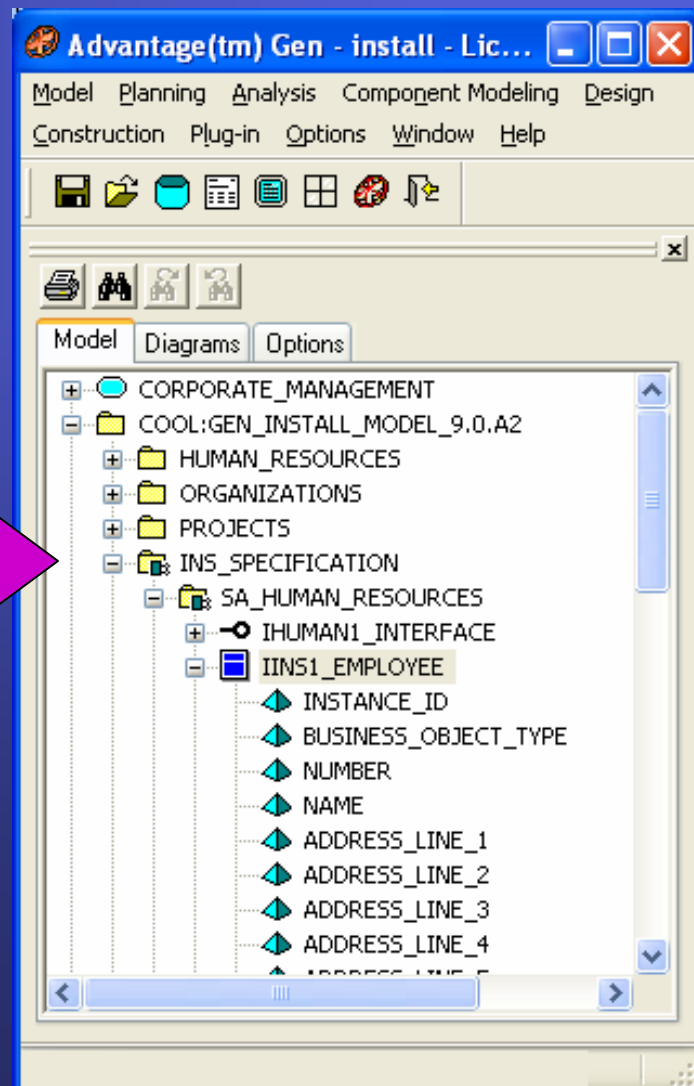 Advantage(tm) Gen - install - Lic...
Model Planning Analysis Component Modeling Design
Construction Plug-in Options Window Help
Model Diagrams Options
CORPORATE_MANAGEMENT
COOL:GEN_INSTALL_MODEL_9.0.A2
HUMAN_RESOURCES
ORGANIZATIONS
PROJECTS
INS_SPECIFICATION
SA_HUMAN_RESOURCES
IHUMAN1_INTERFACE
IINS1_EMPLOYEE
INSTANCE_ID
BUSINESS_OBJECT_TYPE
NUMBER
NAME
ADDRESS_LINE_1
ADDRESS_LINE_2
ADDRESS_LINE_3
ADDRESS_LINE_4